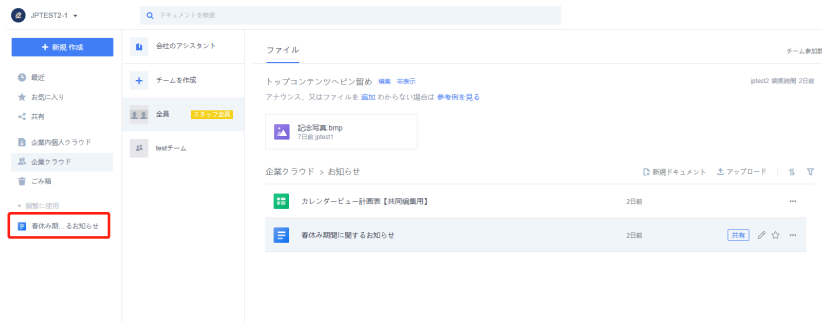 JPTEST2-1
ドキュメントを検索
+ 新規 作成
最近
お気に入り
共有
企業内個人クラウド
企業クラウド
ごみ箱
頻繁に使用
春休み期...るお知らせ
会社のアシスタント
チームを作成
全員 スタッフ全員
testチーム
ファイル
チーム参加数
トップコンテンツへピン留め 編集 非表示
jptest2 編集時間 2日前
アナウンス、又はファイルを 追加 わからない場合は 参考例を見る
記念写真.bmp
7日前 jptest1
企業クラウド > お知らせ
新規ドキュメント アップロード
カレンダービュー計画表【共同編集用】 2日前
春休み期間に関するお知らせ 2日前 共有